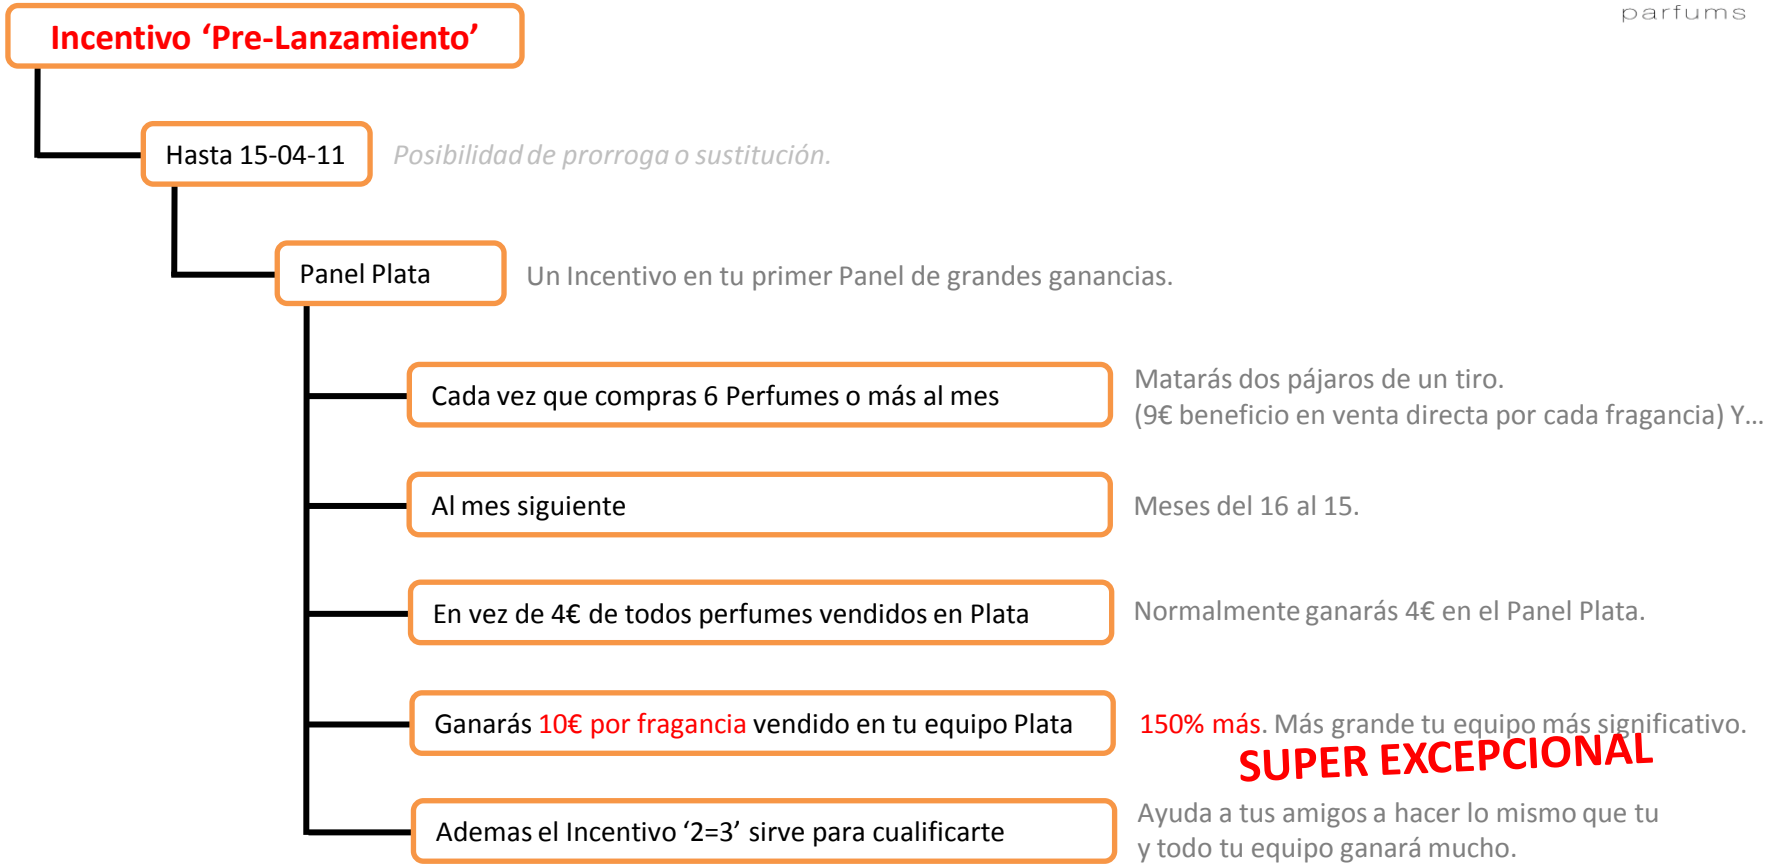 parfums
Incentivo ‘Pre-Lanzamiento’
Hasta 15-04-11
Posibilidad de prorroga o sustitución.
Panel Plata
Un Incentivo en tu primer Panel de grandes ganancias.
Cada vez que compras 6 Perfumes o más al mes
Matarás dos pájaros de un tiro.
(9€ beneficio en venta directa por cada fragancia) Y...
Al mes siguiente
Meses del 16 al 15.
En vez de 4€ de todos perfumes vendidos en Plata
Normalmente ganarás 4€ en el Panel Plata.
Ganarás 10€ por fragancia vendido en tu equipo Plata
150% más. Más grande tu equipo más significativo.
SUPER EXCEPCIONAL
Ademas el Incentivo ‘2=3’ sirve para cualificarte
Ayuda a tus amigos a hacer lo mismo que tu
y todo tu equipo ganará mucho.